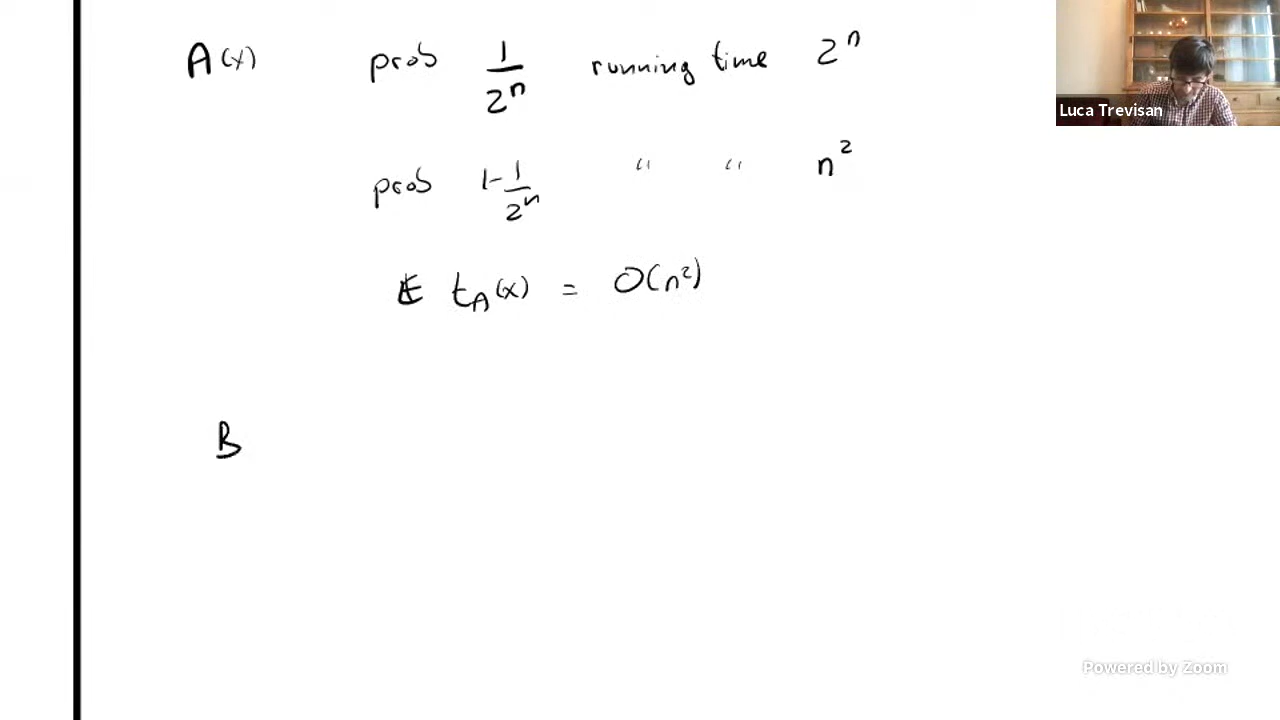 A(x) prob 1/2^n running time 2^n
prob 1-1/2^n " " n^2
E t_A(x) = O(n^2)
B
Luca Trevisan
Powered by Zoom